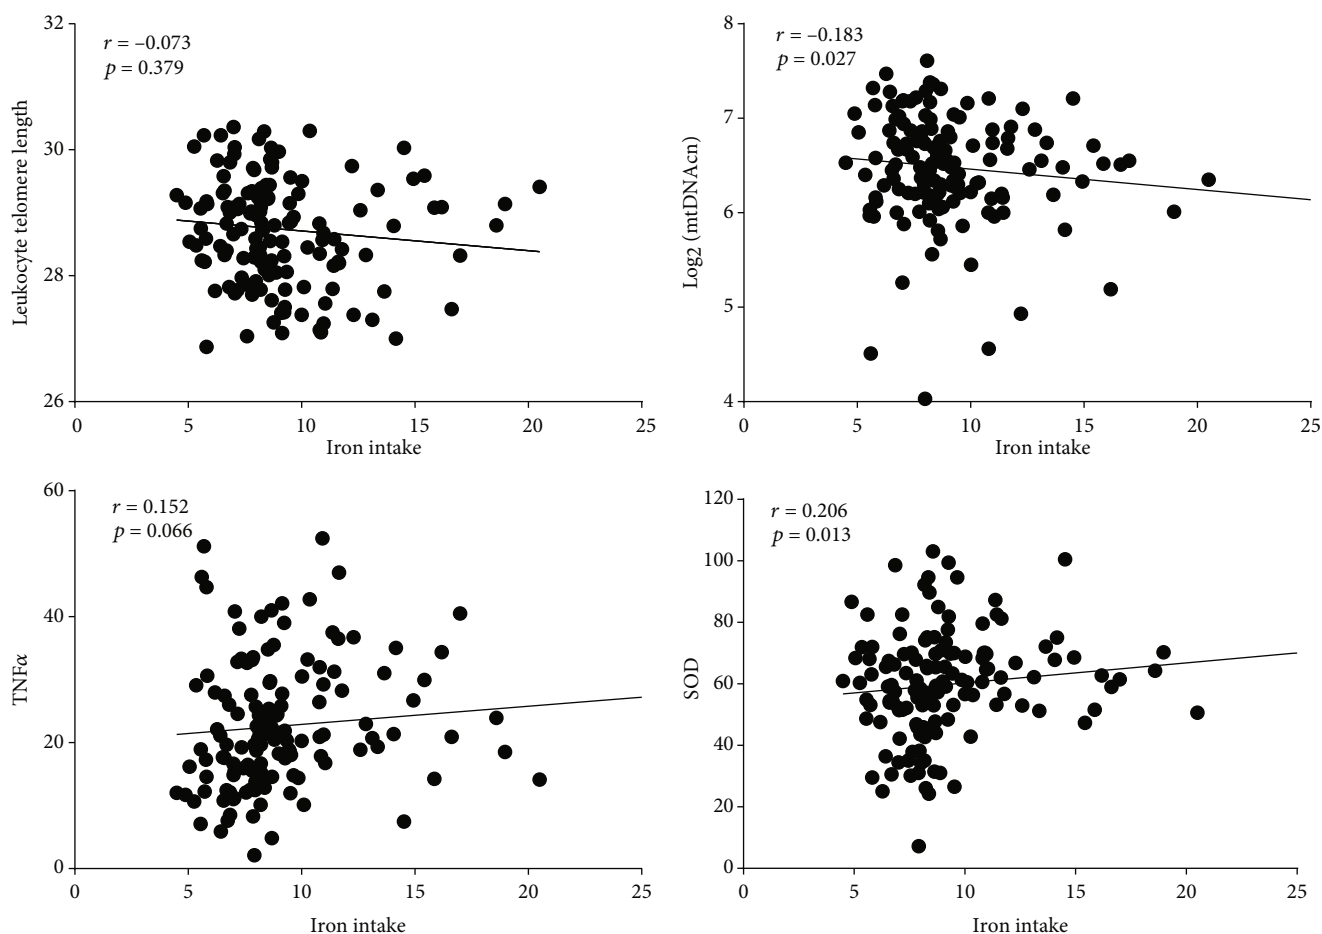 32
30
28
26
Leukocyte telomere length
r = –0.073
p = 0.379
0 5 10 15 20 25
Iron intake
8
7
6
5
4
Log2 (mtDNAcn)
r = –0.183
p = 0.027
0 5 10 15 20 25
Iron intake
60
40
20
0
TNFα
r = 0.152
p = 0.066
0 5 10 15 20 25
Iron intake
120
100
80
60
40
20
0
SOD
r = 0.206
p = 0.013
0 5 10 15 20 25
Iron intake